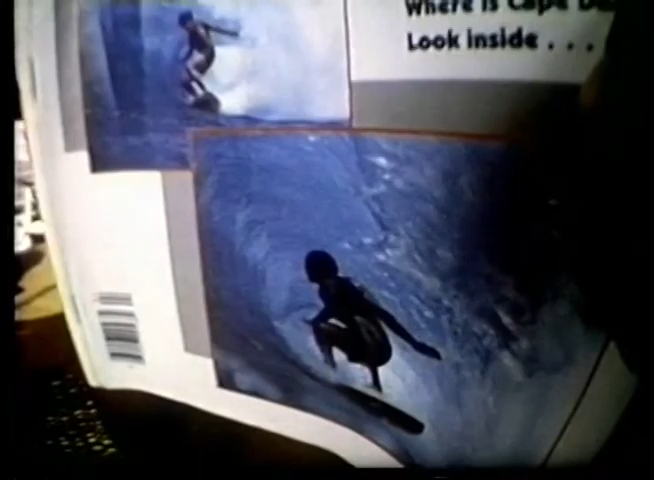 Where is Cape
Look inside . . .